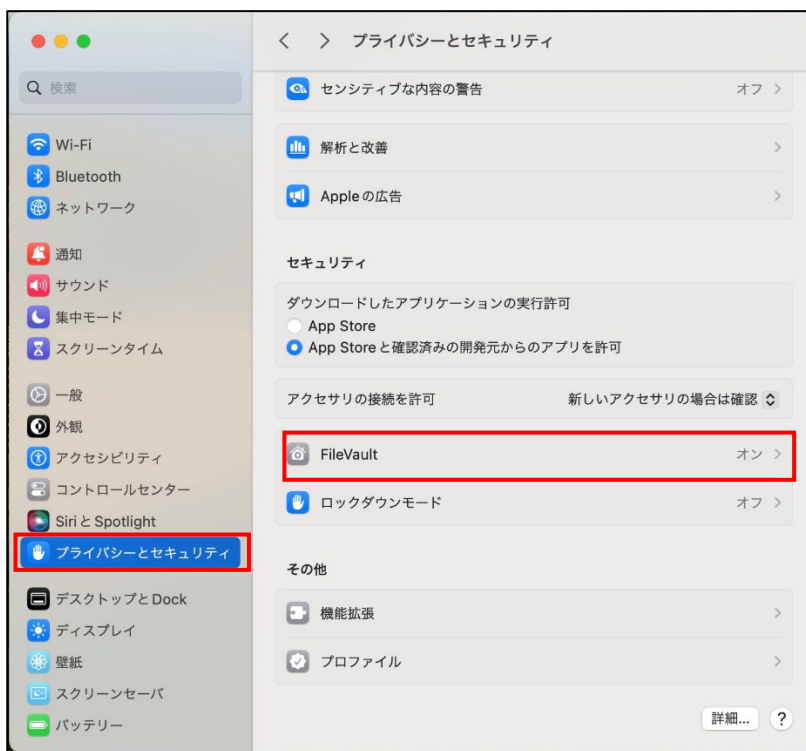 プライバシーとセキュリティ
検索
Wi-Fi
Bluetooth
ネットワーク
通知
サウンド
集中モード
スクリーンタイム
一般
外観
アクセシビリティ
コントロールセンター
Siri と Spotlight
プライバシーとセキュリティ
デスクトップと Dock
ディスプレイ
壁紙
スクリーンセーバ
バッテリー
センシティブな内容の警告 オフ
解析と改善
Apple の広告
セキュリティ
ダウンロードしたアプリケーションの実行許可
App Store
App Store と確認済みの開発元からのアプリを許可
アクセサリの接続を許可 新しいアクセサリの場合は確認
FileVault オン
ロックダウンモード オフ
その他
機能拡張
プロファイル
詳細... ?